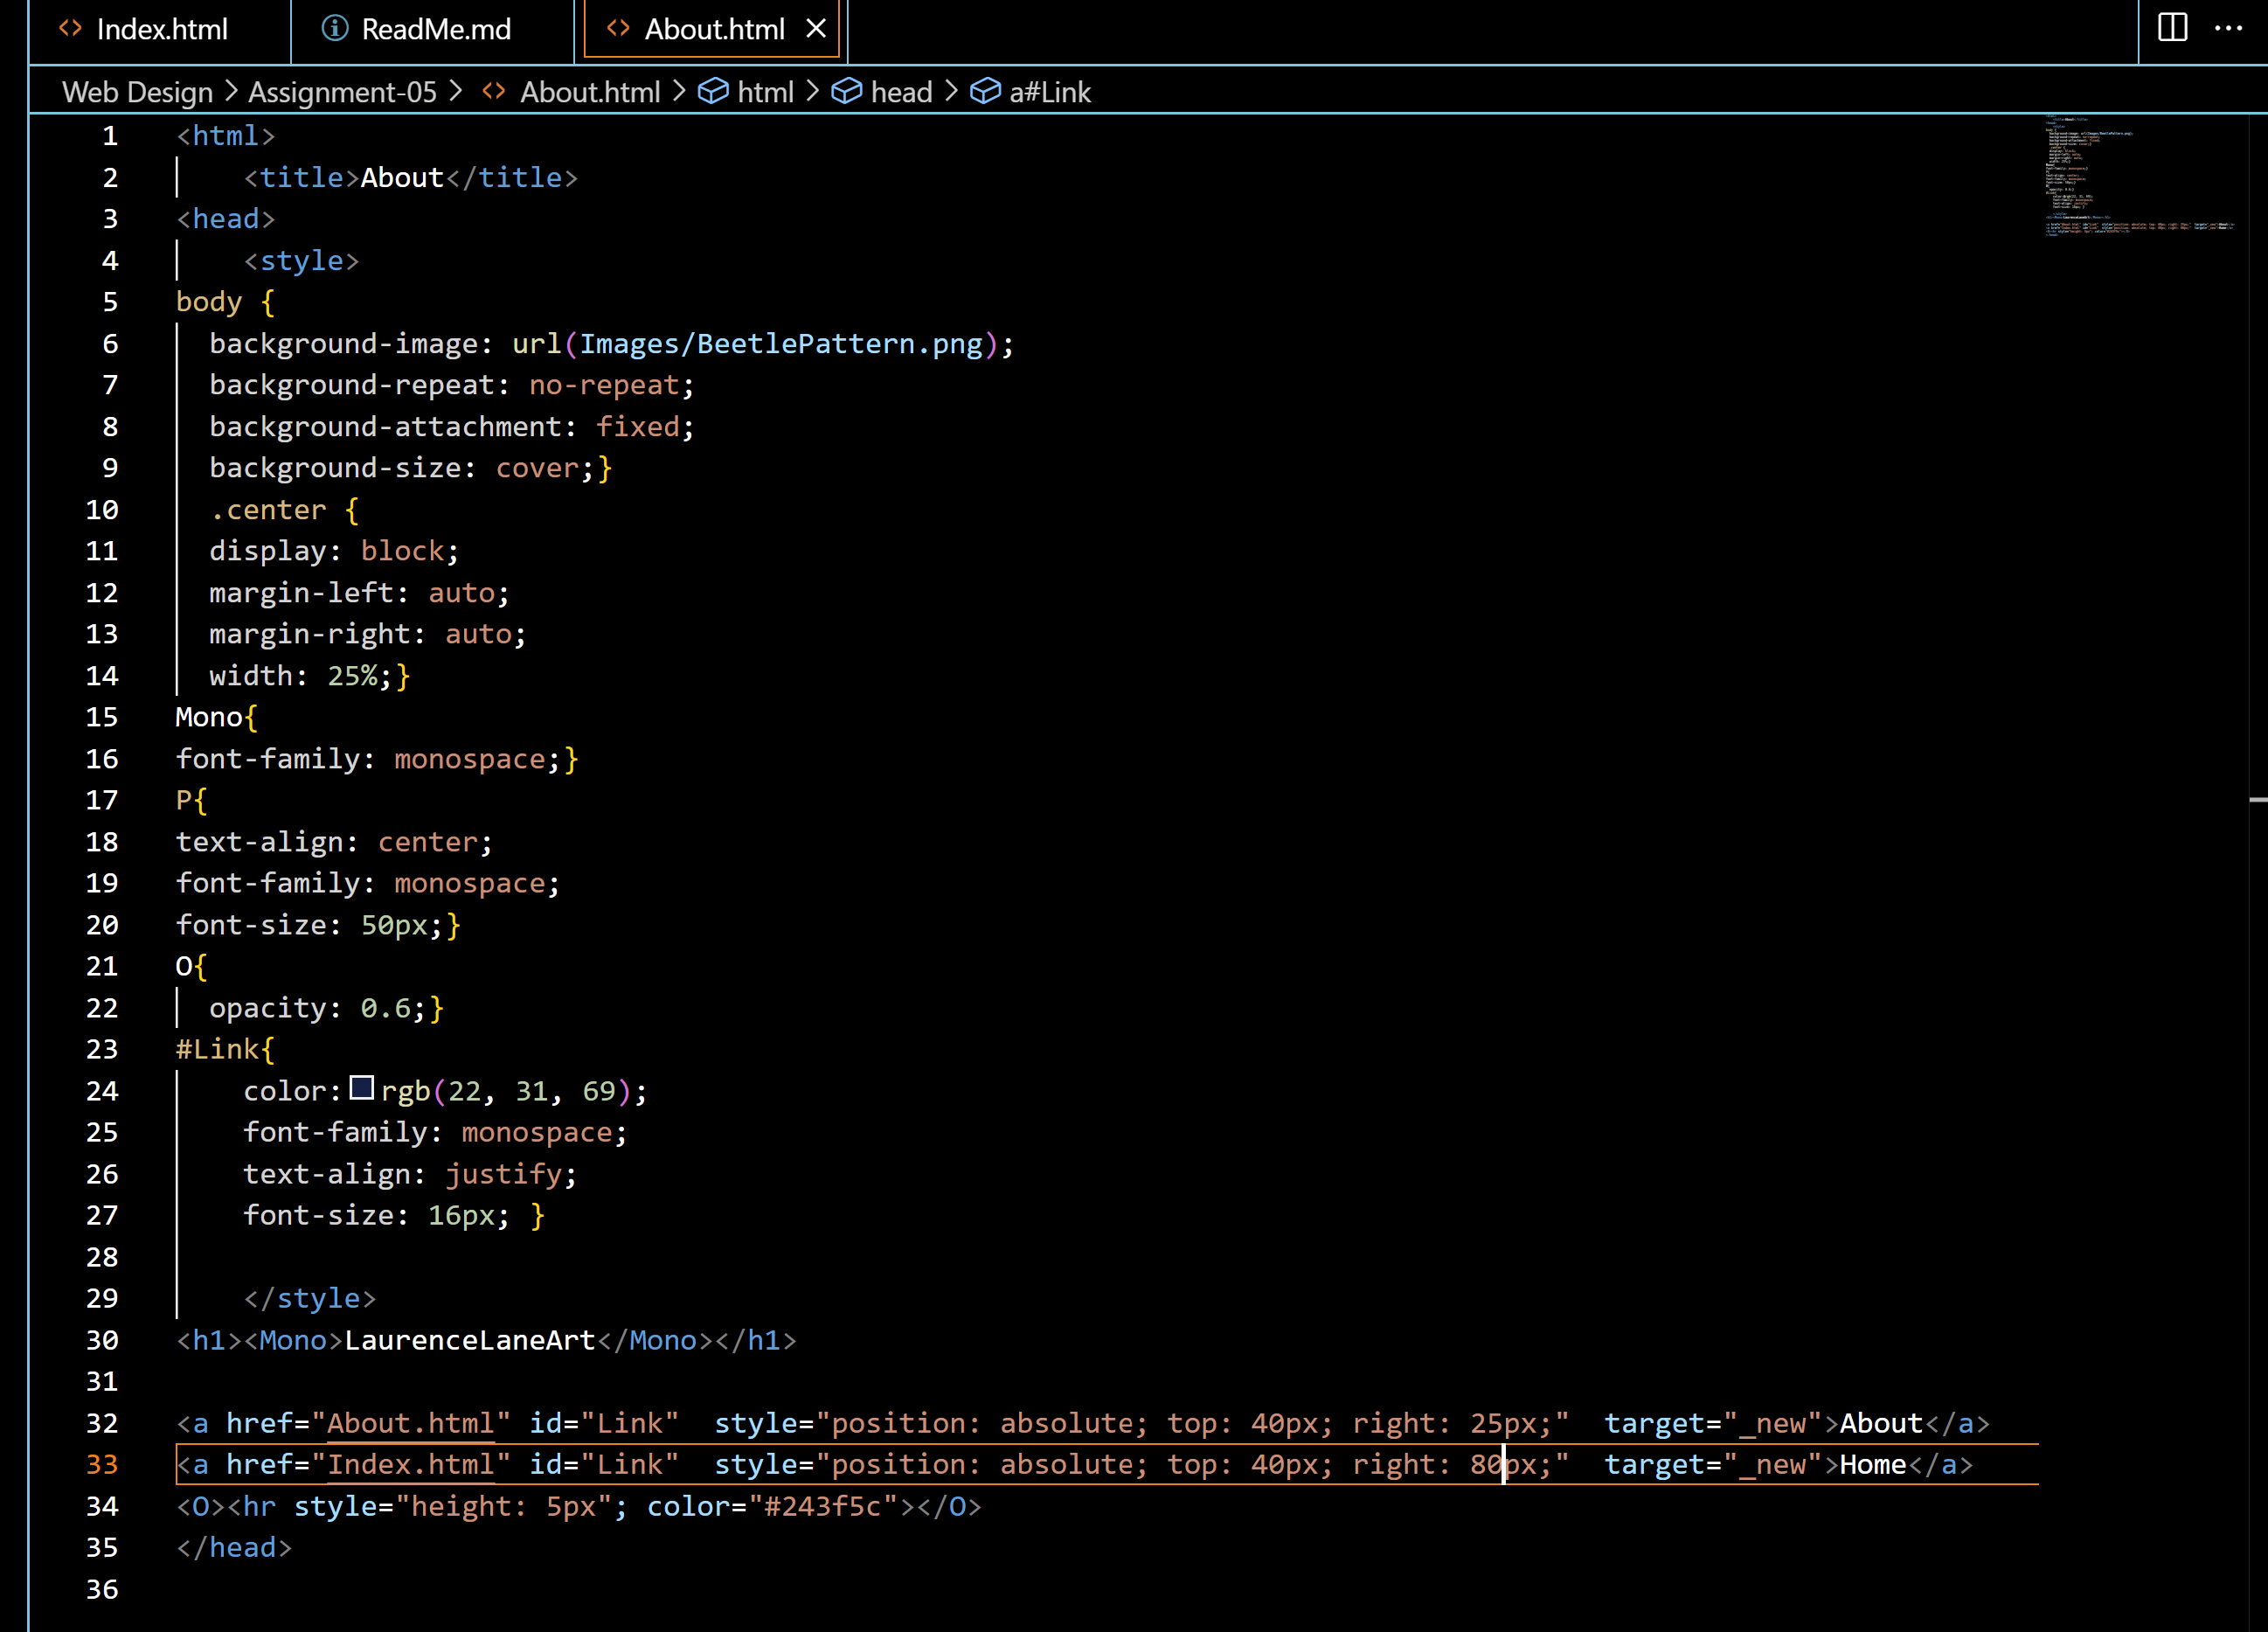 Index.html ReadMe.md About.html
Web Design > Assignment-05 > About.html > html > head > a#Link
1 <html>
2 <title>About</title>
3 <head>
4 <style>
5 body {
6 background-image: url(Images/BeetlePattern.png);
7 background-repeat: no-repeat;
8 background-attachment: fixed;
9 background-size: cover;}
10 .center {
11 display: block;
12 margin-left: auto;
13 margin-right: auto;
14 width: 25%;}
15 Mono{
16 font-family: monospace;}
17 P{
18 text-align: center;
19 font-family: monospace;
20 font-size: 50px;}
21 O{
22 opacity: 0.6;}
23 #Link{
24 color: rgb(22, 31, 69);
25 font-family: monospace;
26 text-align: justify;
27 font-size: 16px; }
28
29 </style>
30 <h1><Mono>LaurenceLaneArt</Mono></h1>
31
32 <a href="About.html" id="Link"  style="position: absolute; top: 40px; right: 25px;"  target="_new">About</a>
33 <a href="Index.html" id="Link"  style="position: absolute; top: 40px; right: 80px;"  target="_new">Home</a>
34 <O><hr style="height: 5px"; color="#243f5c"></O>
35 </head>
36